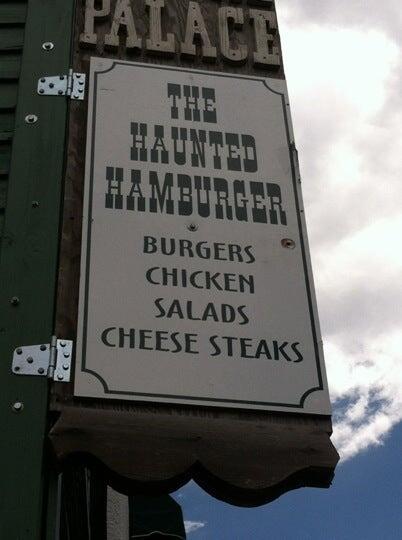 PALACE
THE
HAUNTED
HAMBURGER
BURGERS
CHICKEN
SALADS
CHEESE STEAKS